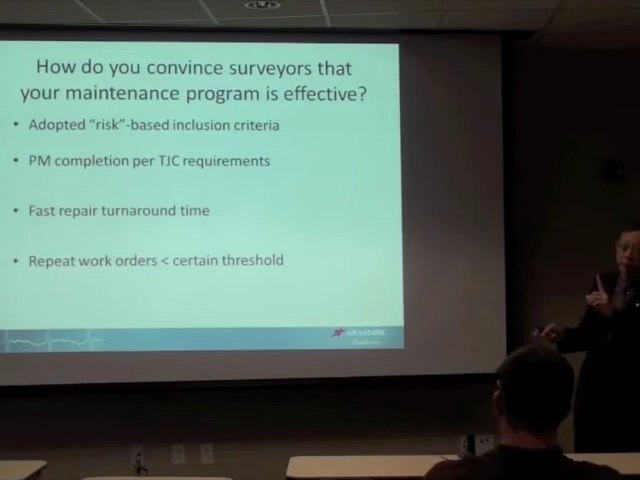 How do you convince surveyors that
your maintenance program is effective?
• Adopted “risk”-based inclusion criteria
• PM completion per TJC requirements
• Fast repair turnaround time
• Repeat work orders < certain threshold
ARAMARK